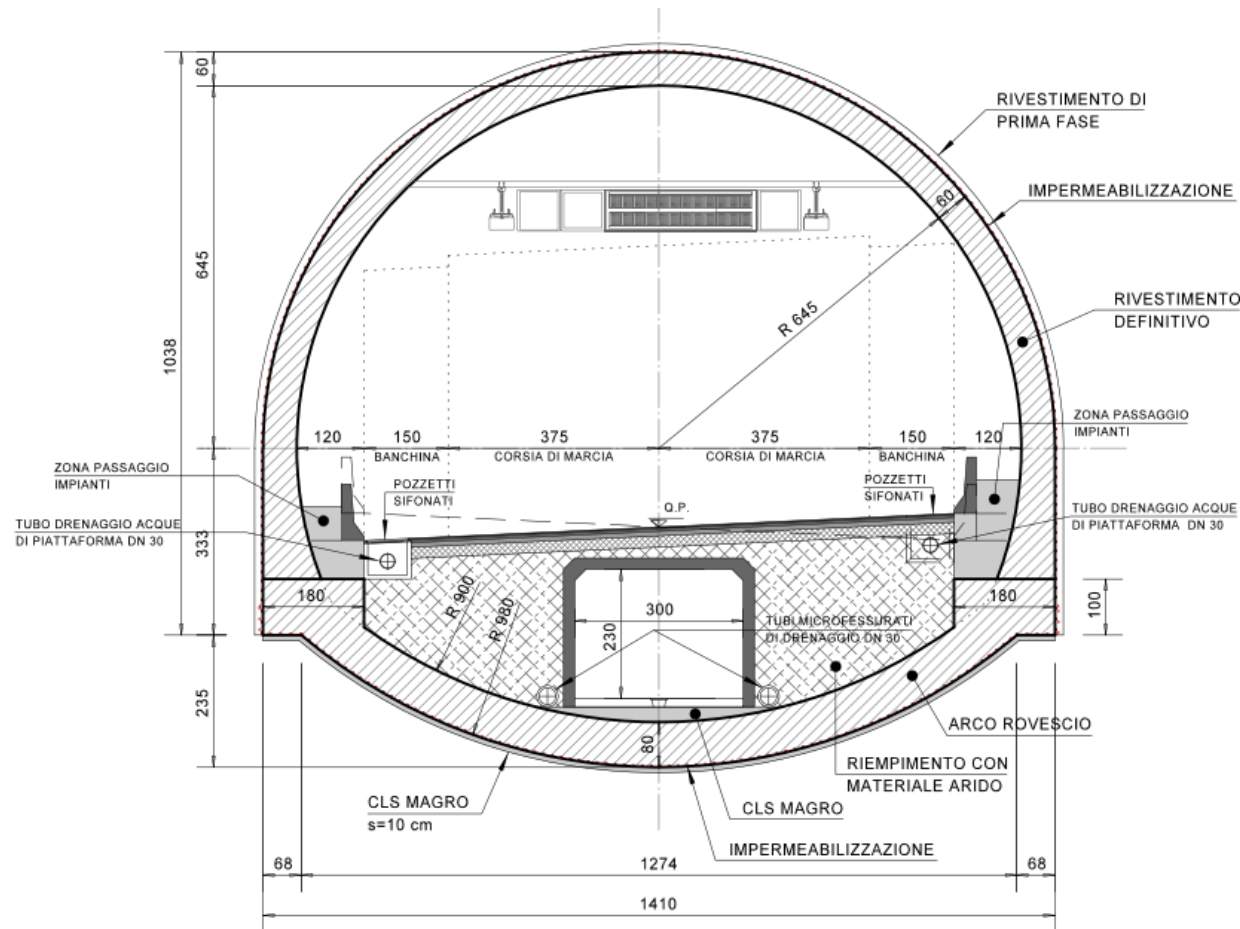 60
RIVESTIMENTO DI
PRIMA FASE
IMPERMEABILIZZAZIONE
60
645
R 645
RIVESTIMENTO
DEFINITIVO
1038
ZONA PASSAGGIO
IMPIANTI
120
150
375
375
150
120
BANCHINA
CORSIA DI MARCIA
CORSIA DI MARCIA
BANCHINA
ZONA PASSAGGIO
IMPIANTI
POZZETTI
SIFONATI
POZZETTI
SIFONATI
Q.P.
TUBO DRENAGGIO ACQUE
DI PIATTAFORMA DN 30
TUBO DRENAGGIO ACQUE
DI PIATTAFORMA DN 30
333
180
R 900
R 980
300
230
TUBI MICROFESSURATI
DI DRENAGGIO DN 30
180
100
235
80
ARCO ROVESCIO
RIEMPIMENTO CON
MATERIALE ARIDO
CLS MAGRO
s=10 cm
CLS MAGRO
IMPERMEABILIZZAZIONE
68
1274
68
1410